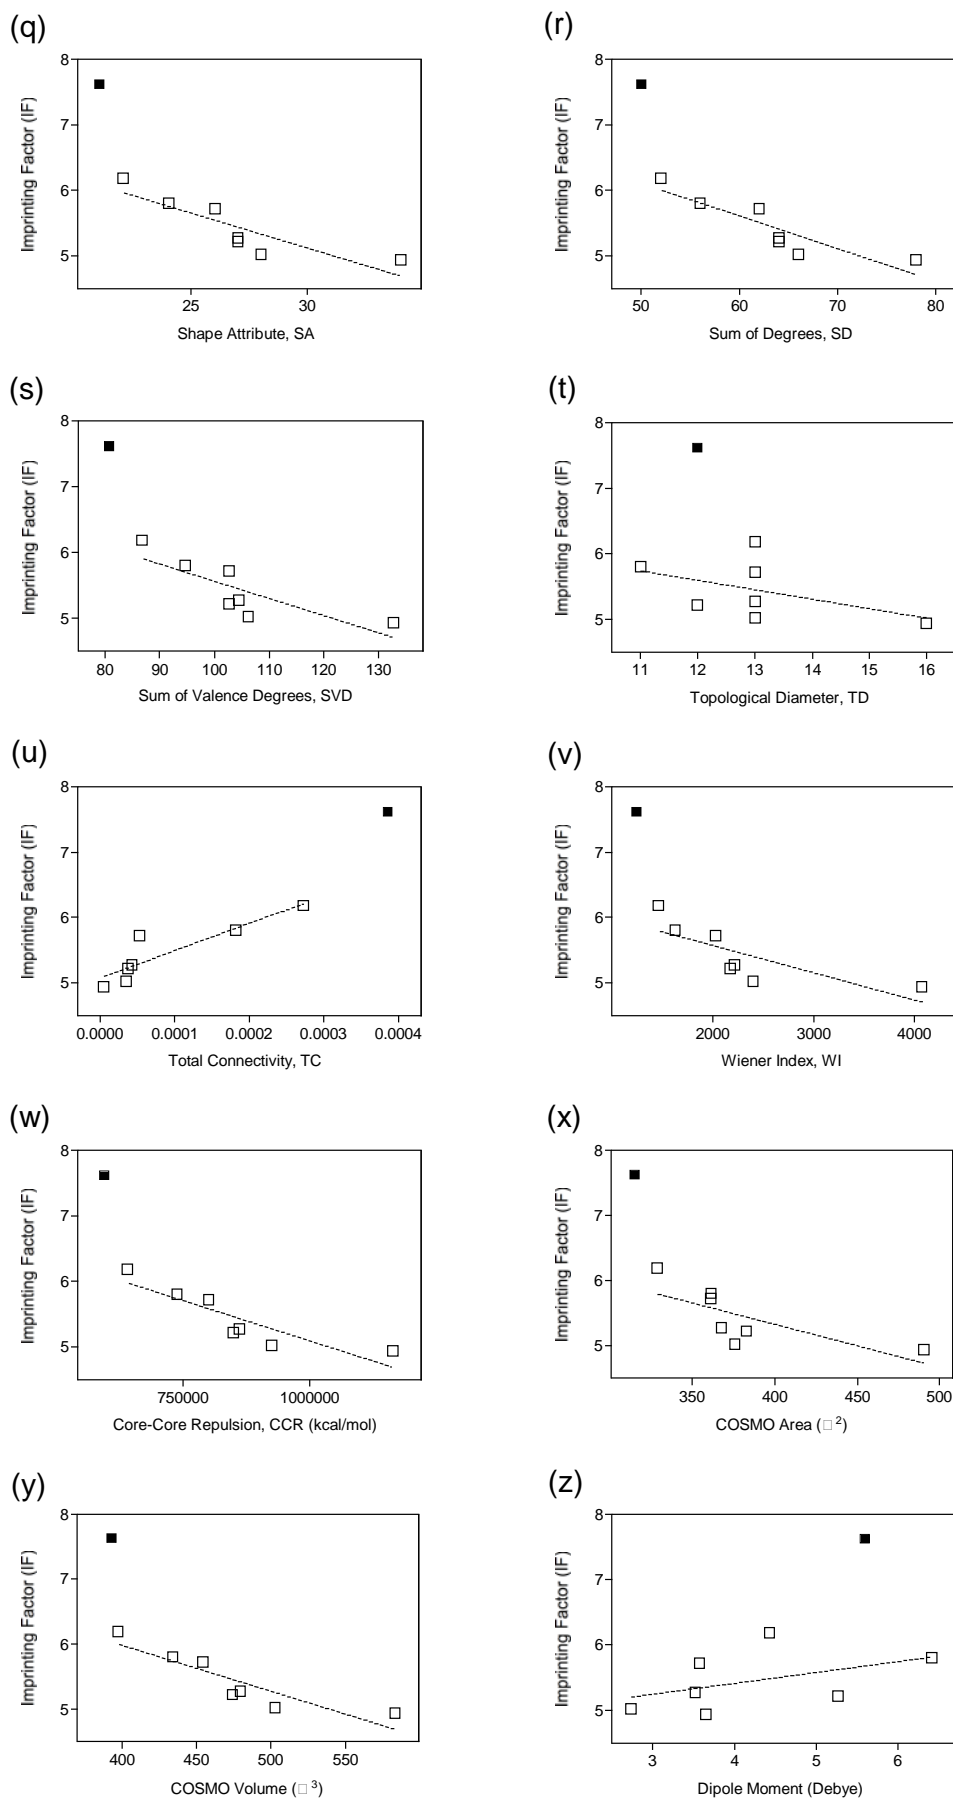 (q)
8
7
6
5
Imprinting Factor (IF)
25 30
Shape Attribute, SA
(r)
8
7
6
5
Imprinting Factor (IF)
50 60 70 80
Sum of Degrees, SD
(s)
8
7
6
5
Imprinting Factor (IF)
80 90 100 110 120 130
Sum of Valence Degrees, SVD
(t)
8
7
6
5
Imprinting Factor (IF)
11 12 13 14 15 16
Topological Diameter, TD
(u)
8
7
6
5
Imprinting Factor (IF)
0.0000 0.0001 0.0002 0.0003 0.0004
Total Connectivity, TC
(v)
8
7
6
5
Imprinting Factor (IF)
2000 3000 4000
Wiener Index, WI
(w)
8
7
6
5
Imprinting Factor (IF)
750000 1000000
Core-Core Repulsion, CCR (kcal/mol)
(x)
8
7
6
5
Imprinting Factor (IF)
350 400 450 500
COSMO Area (□²)
(y)
8
7
6
5
Imprinting Factor (IF)
400 450 500 550
COSMO Volume (□³)
(z)
8
7
6
5
Imprinting Factor (IF)
3 4 5 6
Dipole Moment (Debye)